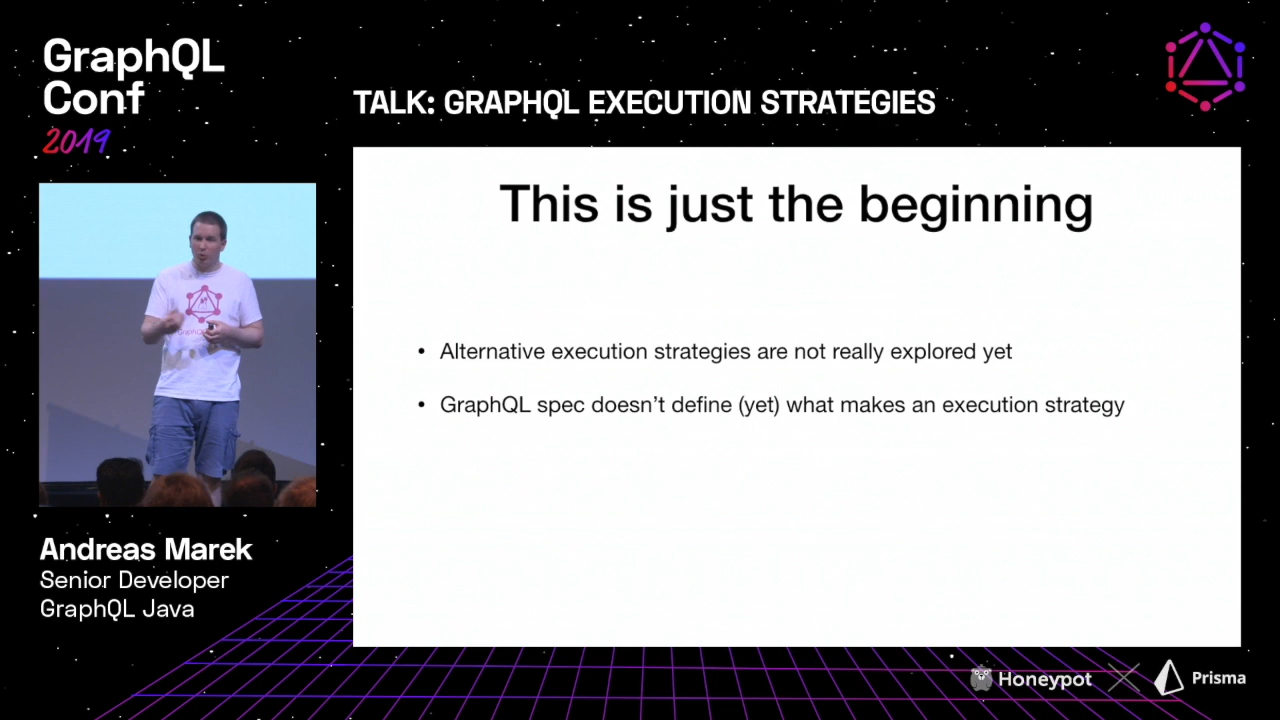 GraphQL
Conf
2019
TALK: GRAPHQL EXECUTION STRATEGIES
This is just the beginning
• Alternative execution strategies are not really explored yet
• GraphQL spec doesn’t define (yet) what makes an execution strategy
Andreas Marek
Senior Developer
GraphQL Java
Honeypot
Prisma